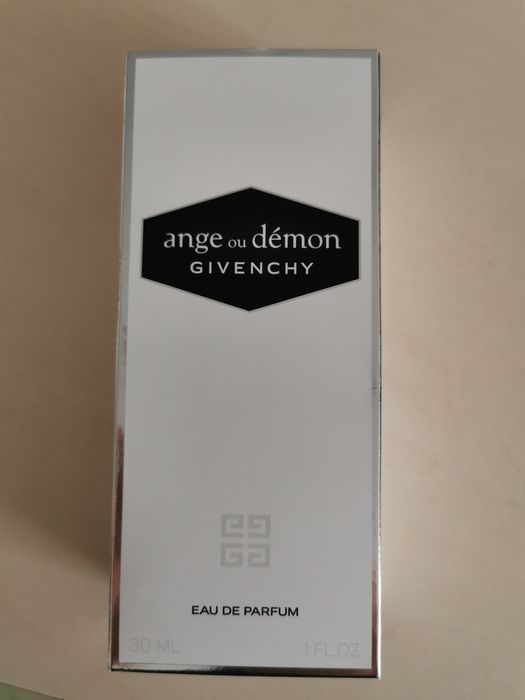 ange ou démon
GIVENCHY
EAU DE PARFUM
30 ML 1 FL.OZ